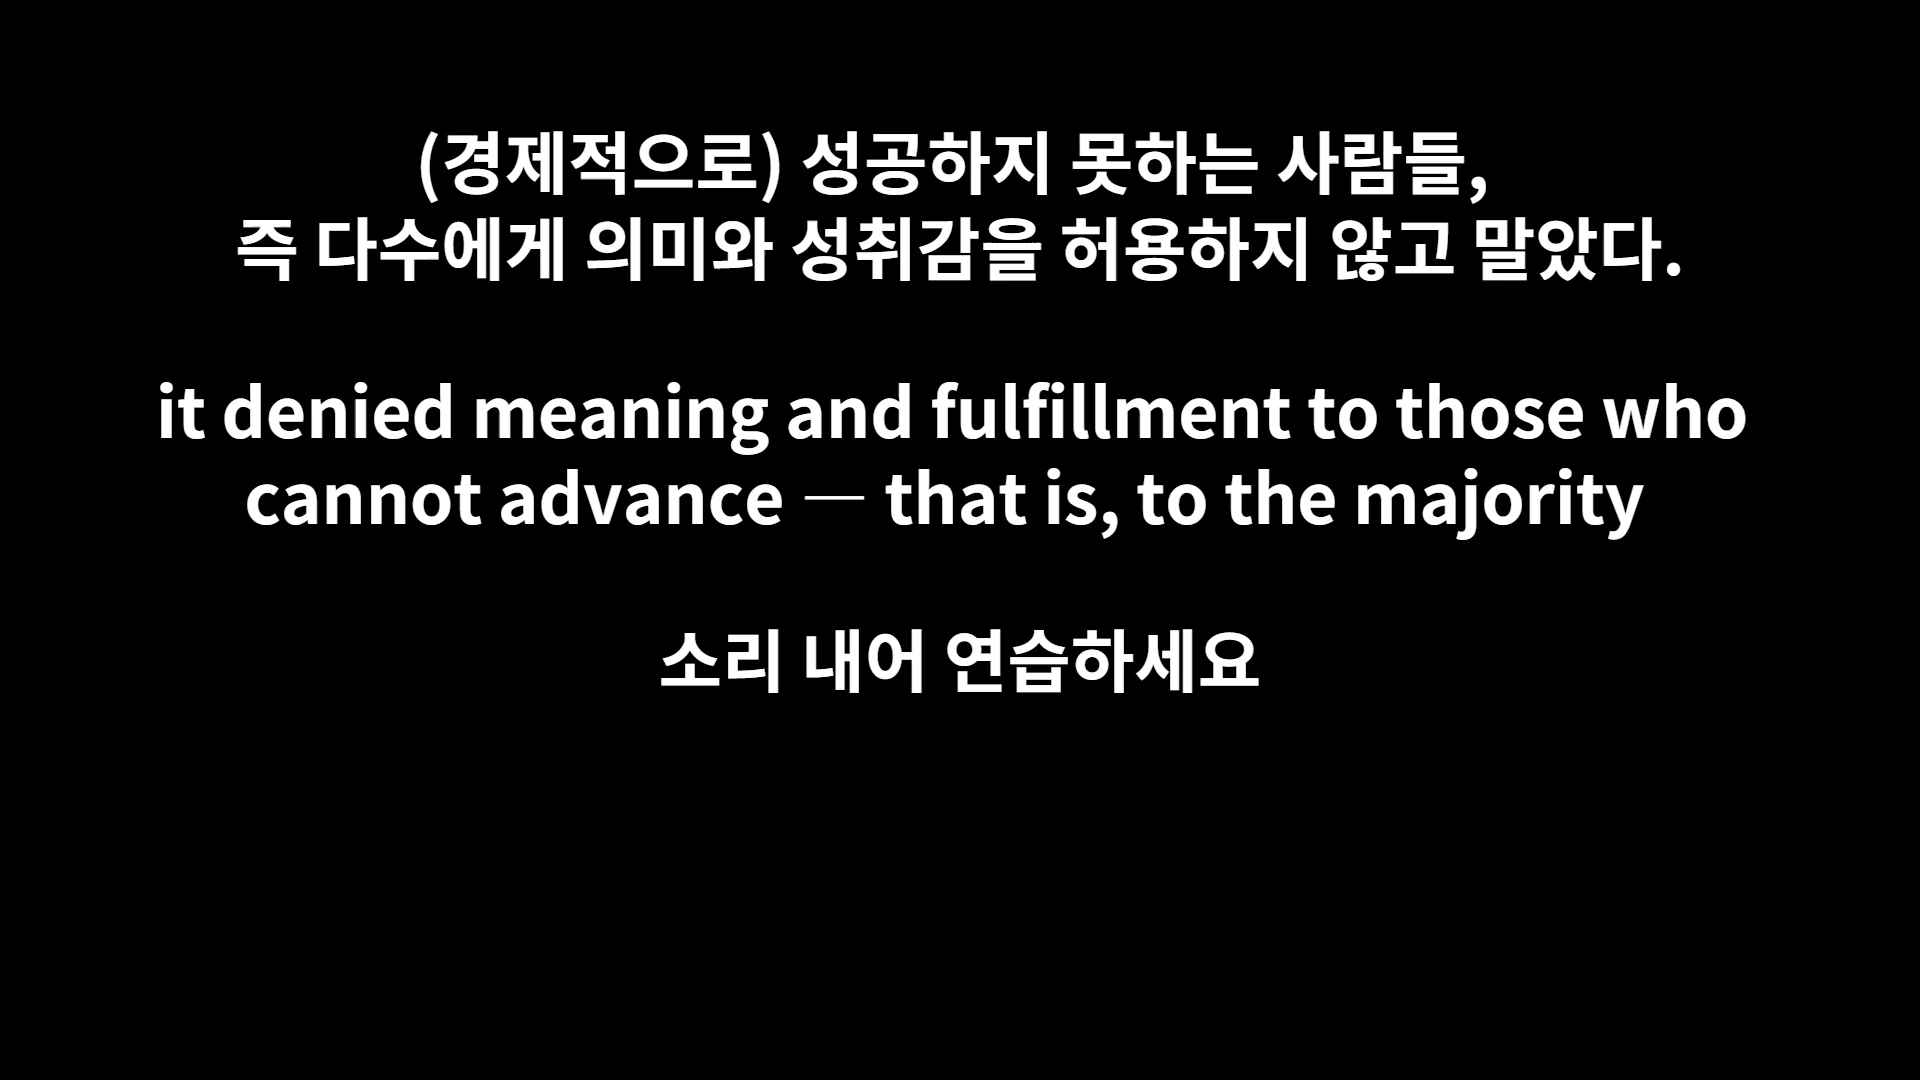 (경제적으로) 성공하지 못하는 사람들,
즉 다수에게 의미와 성취감을 허용하지 않고 말았다.
it denied meaning and fulfillment to those who
cannot advance — that is, to the majority
소리 내어 연습하세요